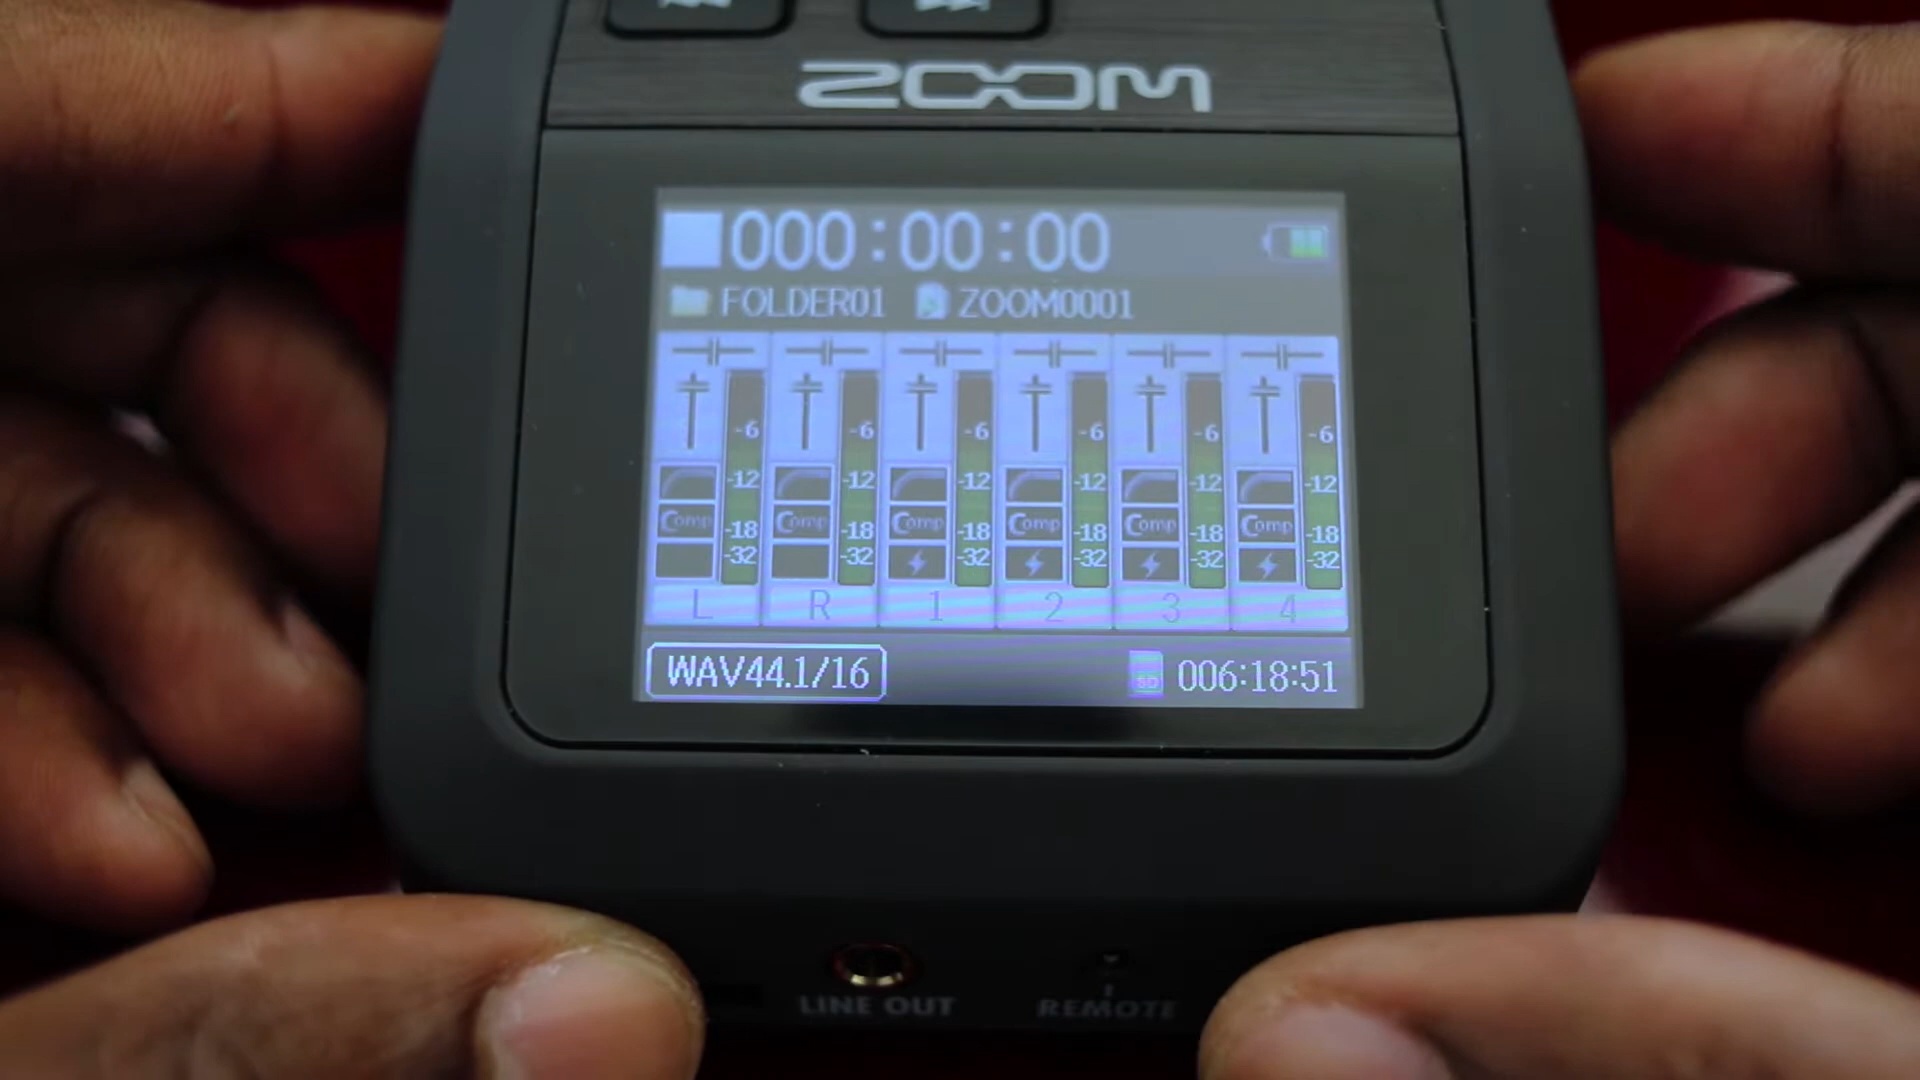 ZOOM
000:00:00
FOLDER01 ZOOM0001
-6 -6 -6 -6 -6 -6
-12 -12 -12 -12 -12 -12
Comp Comp Comp Comp Comp Comp
-18 -18 -18 -18 -18 -18
-32 -32 -32 -32 -32 -32
L R 1 2 3 4
WAV44.1/16 SD 006:18:51
LINE OUT REMOTE